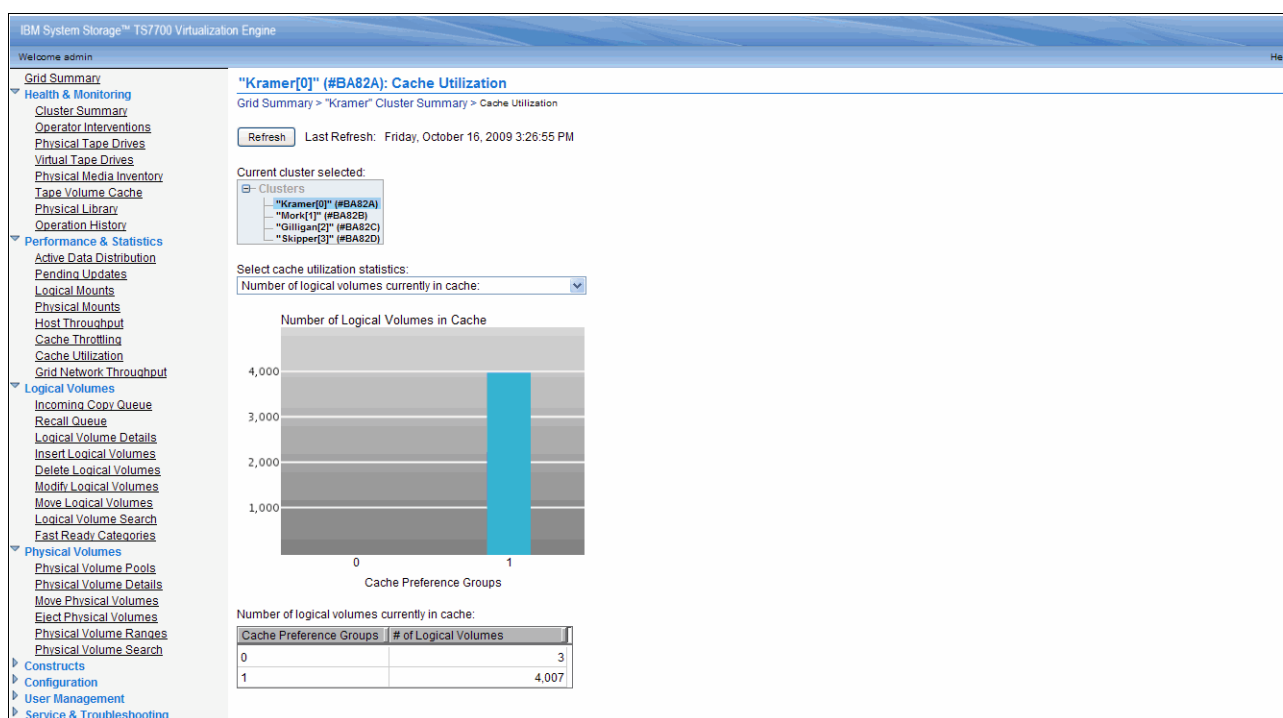 IBM System Storage™ TS7700 Virtualization Engine
Welcome admin
Grid Summary
Health & Monitoring
Cluster Summary
Operator Interventions
Physical Tape Drives
Virtual Tape Drives
Physical Media Inventory
Tape Volume Cache
Physical Library
Operation History
Performance & Statistics
Active Data Distribution
Pending Updates
Logical Mounts
Physical Mounts
Host Throughput
Cache Throttling
Cache Utilization
Grid Network Throughput
Logical Volumes
Incoming Copy Queue
Recall Queue
Logical Volume Details
Insert Logical Volumes
Delete Logical Volumes
Modify Logical Volumes
Move Logical Volumes
Logical Volume Search
Fast Ready Categories
Physical Volumes
Physical Volume Pools
Physical Volume Details
Move Physical Volumes
Eject Physical Volumes
Physical Volume Ranges
Physical Volume Search
Constructs
Configuration
User Management
Service & Troubleshooting
He
"Kramer[0]" (#BA82A): Cache Utilization
Grid Summary > "Kramer" Cluster Summary > Cache Utilization
Refresh Last Refresh: Friday, October 16, 2009 3:26:55 PM
Current cluster selected:
Clusters
"Kramer[0]" (#BA82A)
"Mork[1]" (#BA82B)
"Gilligan[2]" (#BA82C)
"Skipper[3]" (#BA82D)
Select cache utilization statistics:
Number of logical volumes currently in cache:
Number of Logical Volumes in Cache
4,000
3,000
2,000
1,000
0 1
Cache Preference Groups
Number of logical volumes currently in cache:
Cache Preference Groups # of Logical Volumes
0 3
1 4,007